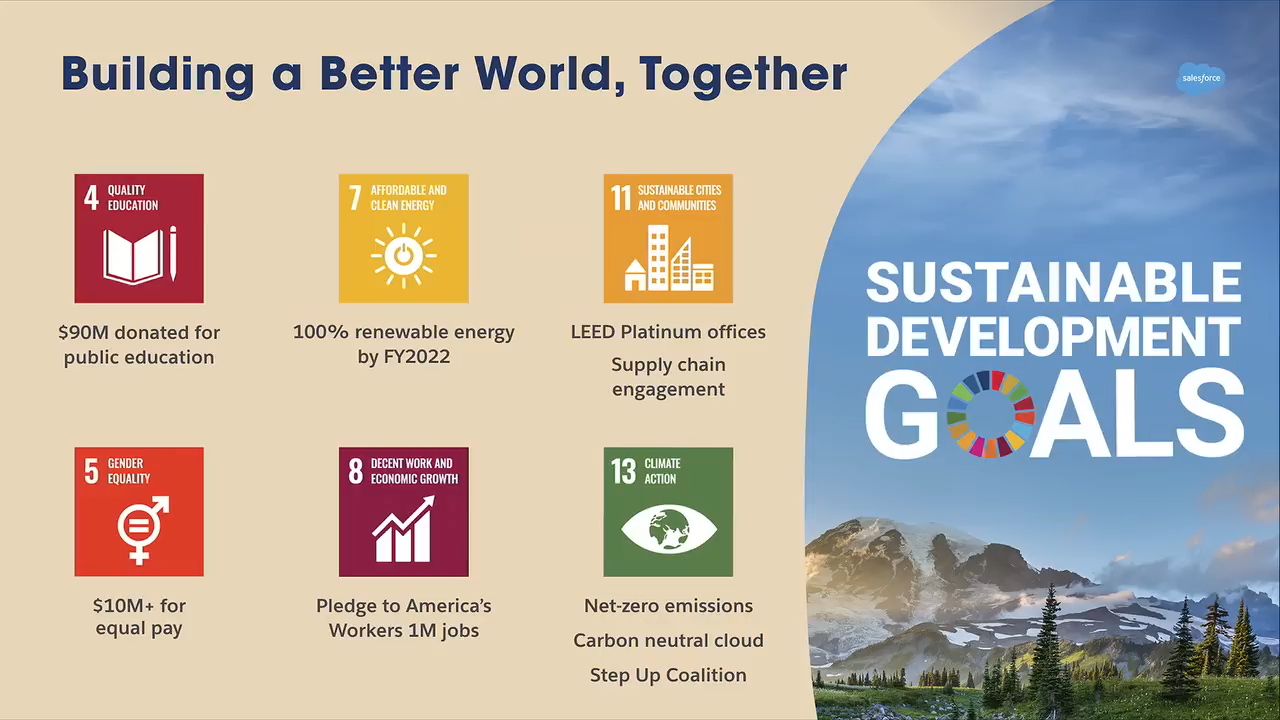 Building a Better World, Together
salesforce
4 QUALITY
EDUCATION
$90M donated for
public education
7 AFFORDABLE AND
CLEAN ENERGY
100% renewable energy
by FY2022
11 SUSTAINABLE CITIES
AND COMMUNITIES
LEED Platinum offices
Supply chain
engagement
5 GENDER
EQUALITY
$10M+ for
equal pay
8 DECENT WORK AND
ECONOMIC GROWTH
Pledge to America’s
Workers 1M jobs
13 CLIMATE
ACTION
Net-zero emissions
Carbon neutral cloud
Step Up Coalition
SUSTAINABLE
DEVELOPMENT
GOALS